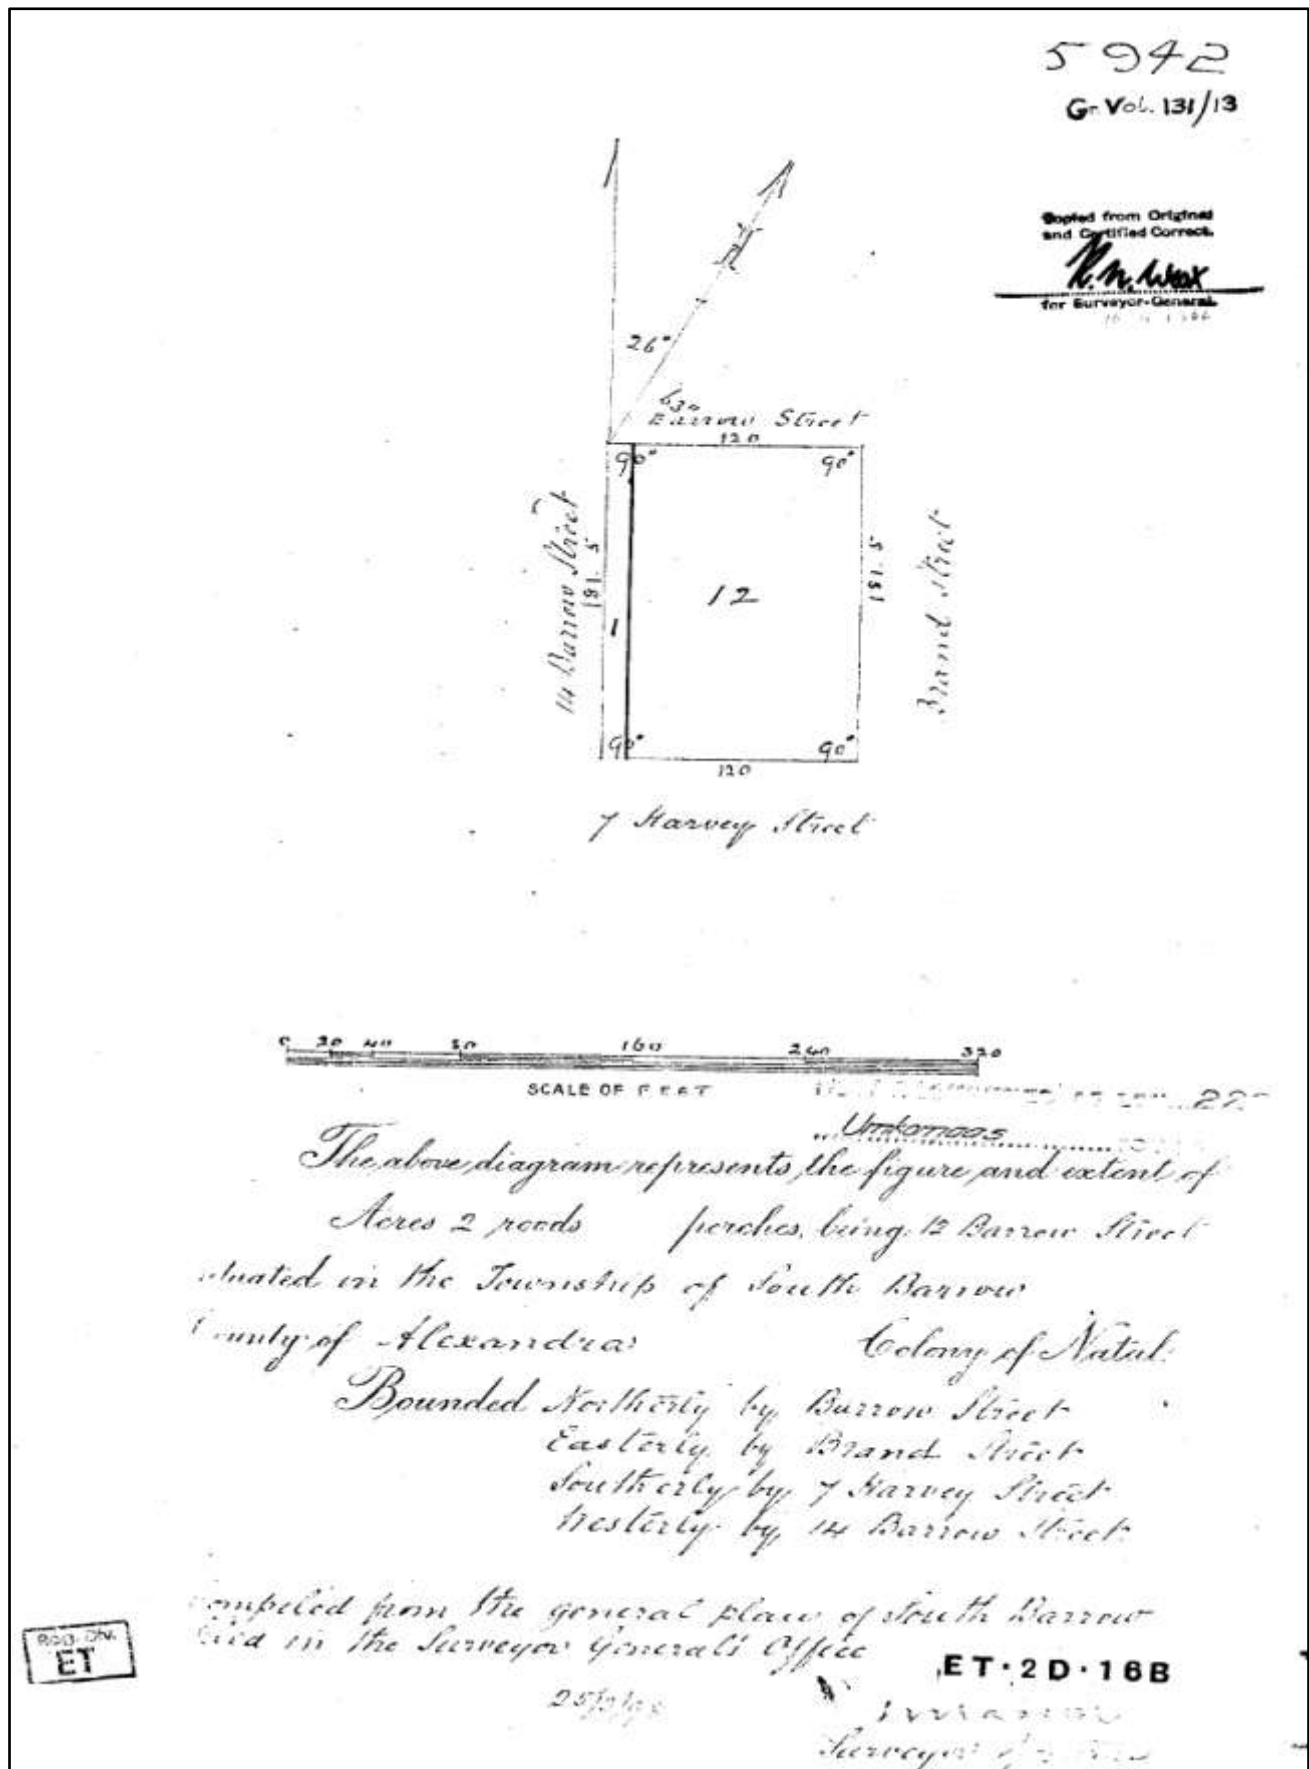 5942
Gr. Vol. 131/13
Copied from Original
and Certified Correct.
for Surveyor-General.
N
26°
63°
Barrow Street
120
90° 90°
14 Barrow Street
181.5
1
12
181.5
Brand Street
90° 90°
120
7 Harvey Street
0 20 40 80 160 240 320
SCALE OF FEET
Umkomaas
The above diagram represents the figure and extent of
Acres 2 roods perches, being 12 Barrow Street
situated in the Township of South Barrow
County of Alexandra Colony of Natal.
Bounded Northerly by Barrow Street
Easterly by Brand Street
Southerly by 7 Harvey Street
Westerly by 14 Barrow Street
Compiled from the general plan of South Barrow
filed in the Surveyor General's Office
REG. DIV.
ET
ET·2D·16B
Surveyor